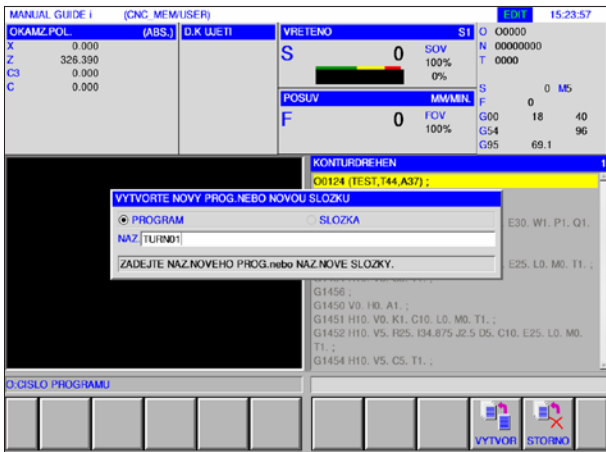 MANUAL GUIDE i (CNC_MEM/USER) EDIT 15:23:57
OKAMZ.POL. (ABS.) D.K UJETI VRETENO S1 O O0000
X 0.000 N 00000000
Z 326.390 S 0 SOV 100% T 0000
C3 0.000 0%
C 0.000 S 0 M5
POSUV MM/MIN. F 0
F 0 FOV 100% G00 18 40
G54 96
G95 69.1
KONTURDREHEN 1
O0124 (TEST,T44,A37) ;
VYTVORTE NOVY PROG.NEBO NOVOU SLOZKU
PROGRAM SLOZKA
E30. W1. P1. Q1.
NAZ. TURN01
ZADEJTE NAZ.NOVEHO PROG.nebo NAZ.NOVE SLOZKY.
E25. L0. M0. T1. ;
G1456 ;
G1450 V0. H0. A1. ;
G1451 H10. V0. K1. C10. L0. M0. T1. ;
G1452 H10. V5. R25. I34.875 J2.5 D5. C10. E25. L0. M0.
T1. ;
G1454 H10. V5. C5. T1. ;
O:CISLO PROGRAMU
VYTVOR STORNO